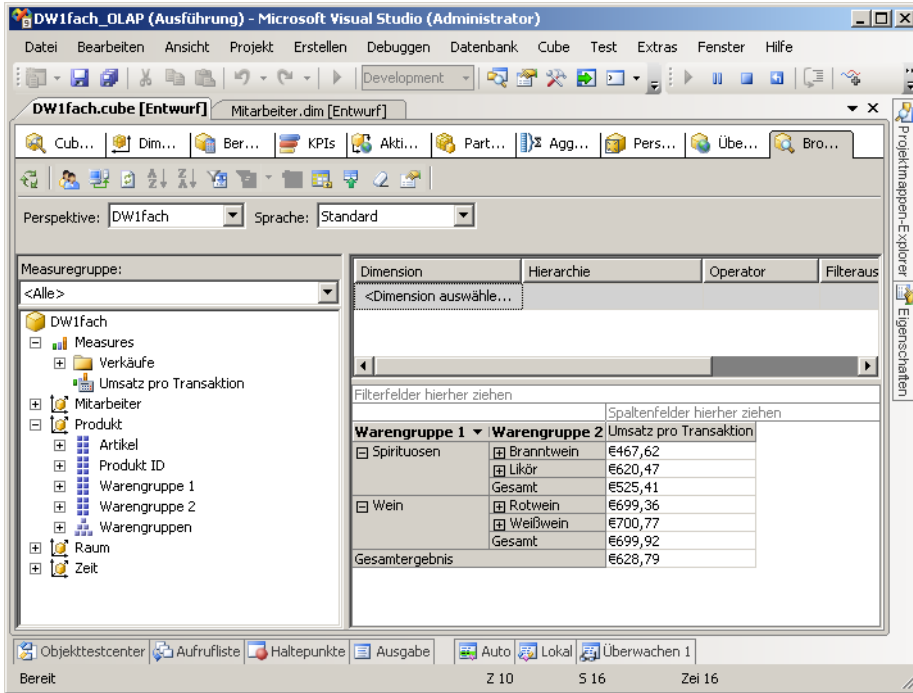 DW1fach_OLAP (Ausführung) - Microsoft Visual Studio (Administrator)
Datei Bearbeiten Ansicht Projekt Erstellen Debuggen Datenbank Cube Test Extras Fenster Hilfe
Development
DW1fach.cube [Entwurf] Mitarbeiter.dim [Entwurf]
Cub... Dim... Ber... KPIs Akti... Part... Agg... Pers... Übe... Bro...
Perspektive: DW1fach Sprache: Standard
Measuregruppe:
<Alle>
DW1fach
Measures
Verkäufe
Umsatz pro Transaktion
Mitarbeiter
Produkt
Artikel
Produkt ID
Warengruppe 1
Warengruppe 2
Warengruppen
Raum
Zeit
Dimension Hierarchie Operator Filteraus
<Dimension auswähle...
Filterfelder hierher ziehen
Spaltenfelder hierher ziehen
Warengruppe 1 Warengruppe 2 Umsatz pro Transaktion
Spirituosen Branntwein €467,62
Likör €620,47
Gesamt €525,41
Wein Rotwein €699,36
Weißwein €700,77
Gesamt €699,92
Gesamtergebnis €628,79
Projektmappen-Explorer
Eigenschaften
Objekttestcenter Aufrufliste Haltepunkte Ausgabe Auto Lokal Überwachen 1
Bereit Z 10 S 16 Zei 16